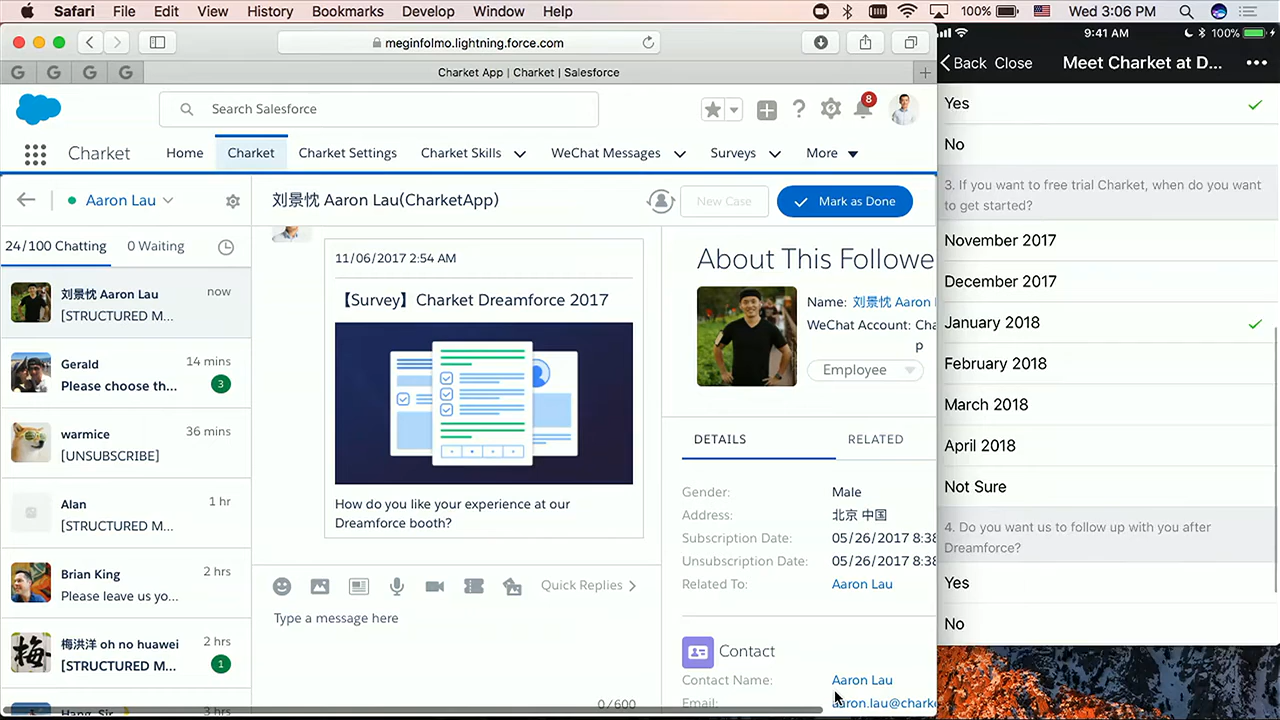 Safari File Edit View History Bookmarks Develop Window Help 100% Wed 3:06 PM
meginfolmo.lightning.force.com
G G G G Charket App | Charket | Salesforce
Search Salesforce
8
Charket
Home Charket Charket Settings Charket Skills WeChat Messages Surveys More
Aaron Lau
24/100 Chatting 0 Waiting
刘景忱 Aaron Lau now
[STRUCTURED M...
Gerald 14 mins
Please choose th... 3
warmice 36 mins
[UNSUBSCRIBE]
Alan 1 hr
[STRUCTURED M...
Brian King 2 hrs
Please leave us yo...
梅洪洋 oh no huawei 2 hrs
[STRUCTURED M... 1
Hang, Sir 3 hrs
刘景忱 Aaron Lau(CharketApp)
New Case
Mark as Done
11/06/2017 2:54 AM
【Survey】Charket Dreamforce 2017
How do you like your experience at our
Dreamforce booth?
Quick Replies
Type a message here
0/600
About This Followe
Name: 刘景忱 Aaron
WeChat Account: Cha
p
Employee
DETAILS RELATED
Gender: Male
Address: 北京 中国
Subscription Date: 05/26/2017 8:38
Unsubscription Date: 05/26/2017 8:38
Related To: Aaron Lau
Contact
Contact Name: Aaron Lau
Email: aaron.lau@charke
9:41 AM 100%
Back Close Meet Charket at D...
Yes
No
3. If you want to free trial Charket, when do you want
to get started?
November 2017
December 2017
January 2018
February 2018
March 2018
April 2018
Not Sure
4. Do you want us to follow up with you after
Dreamforce?
Yes
No